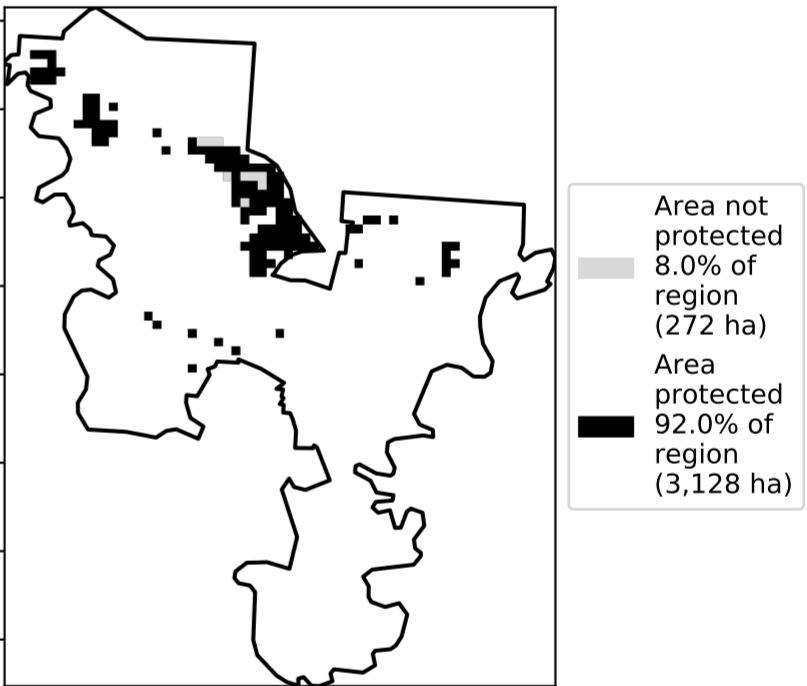 Area not
protected
8.0% of
region
(272 ha)
Area
protected
92.0% of
region
(3,128 ha)